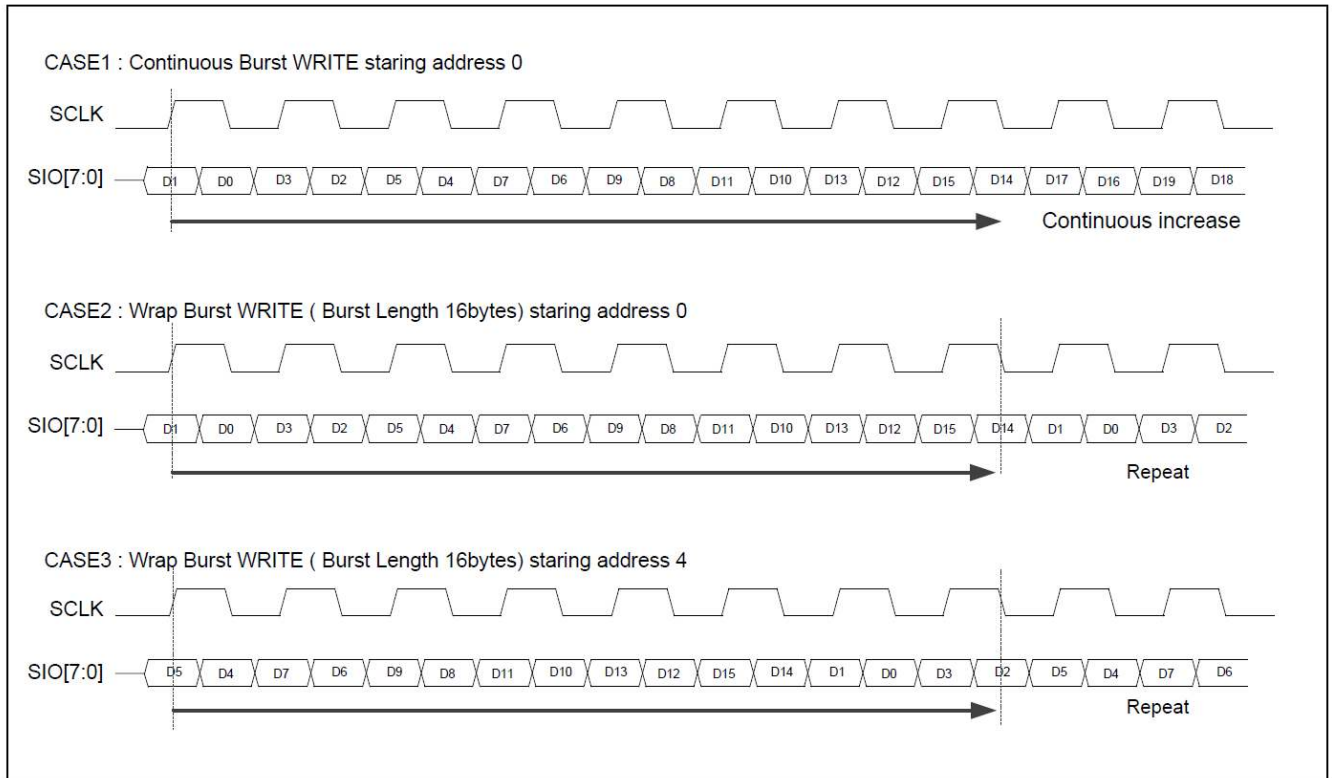 CASE1 : Continuous Burst WRITE staring address 0
SCLK
SIO[7:0] D1 D0 D3 D2 D5 D4 D7 D6 D9 D8 D11 D10 D13 D12 D15 D14 D17 D16 D19 D18
Continuous increase
CASE2 : Wrap Burst WRITE ( Burst Length 16bytes) staring address 0
SCLK
SIO[7:0] D1 D0 D3 D2 D5 D4 D7 D6 D9 D8 D11 D10 D13 D12 D15 D14 D1 D0 D3 D2
Repeat
CASE3 : Wrap Burst WRITE ( Burst Length 16bytes) staring address 4
SCLK
SIO[7:0] D5 D4 D7 D6 D9 D8 D11 D10 D13 D12 D15 D14 D1 D0 D3 D2 D5 D4 D7 D6
Repeat